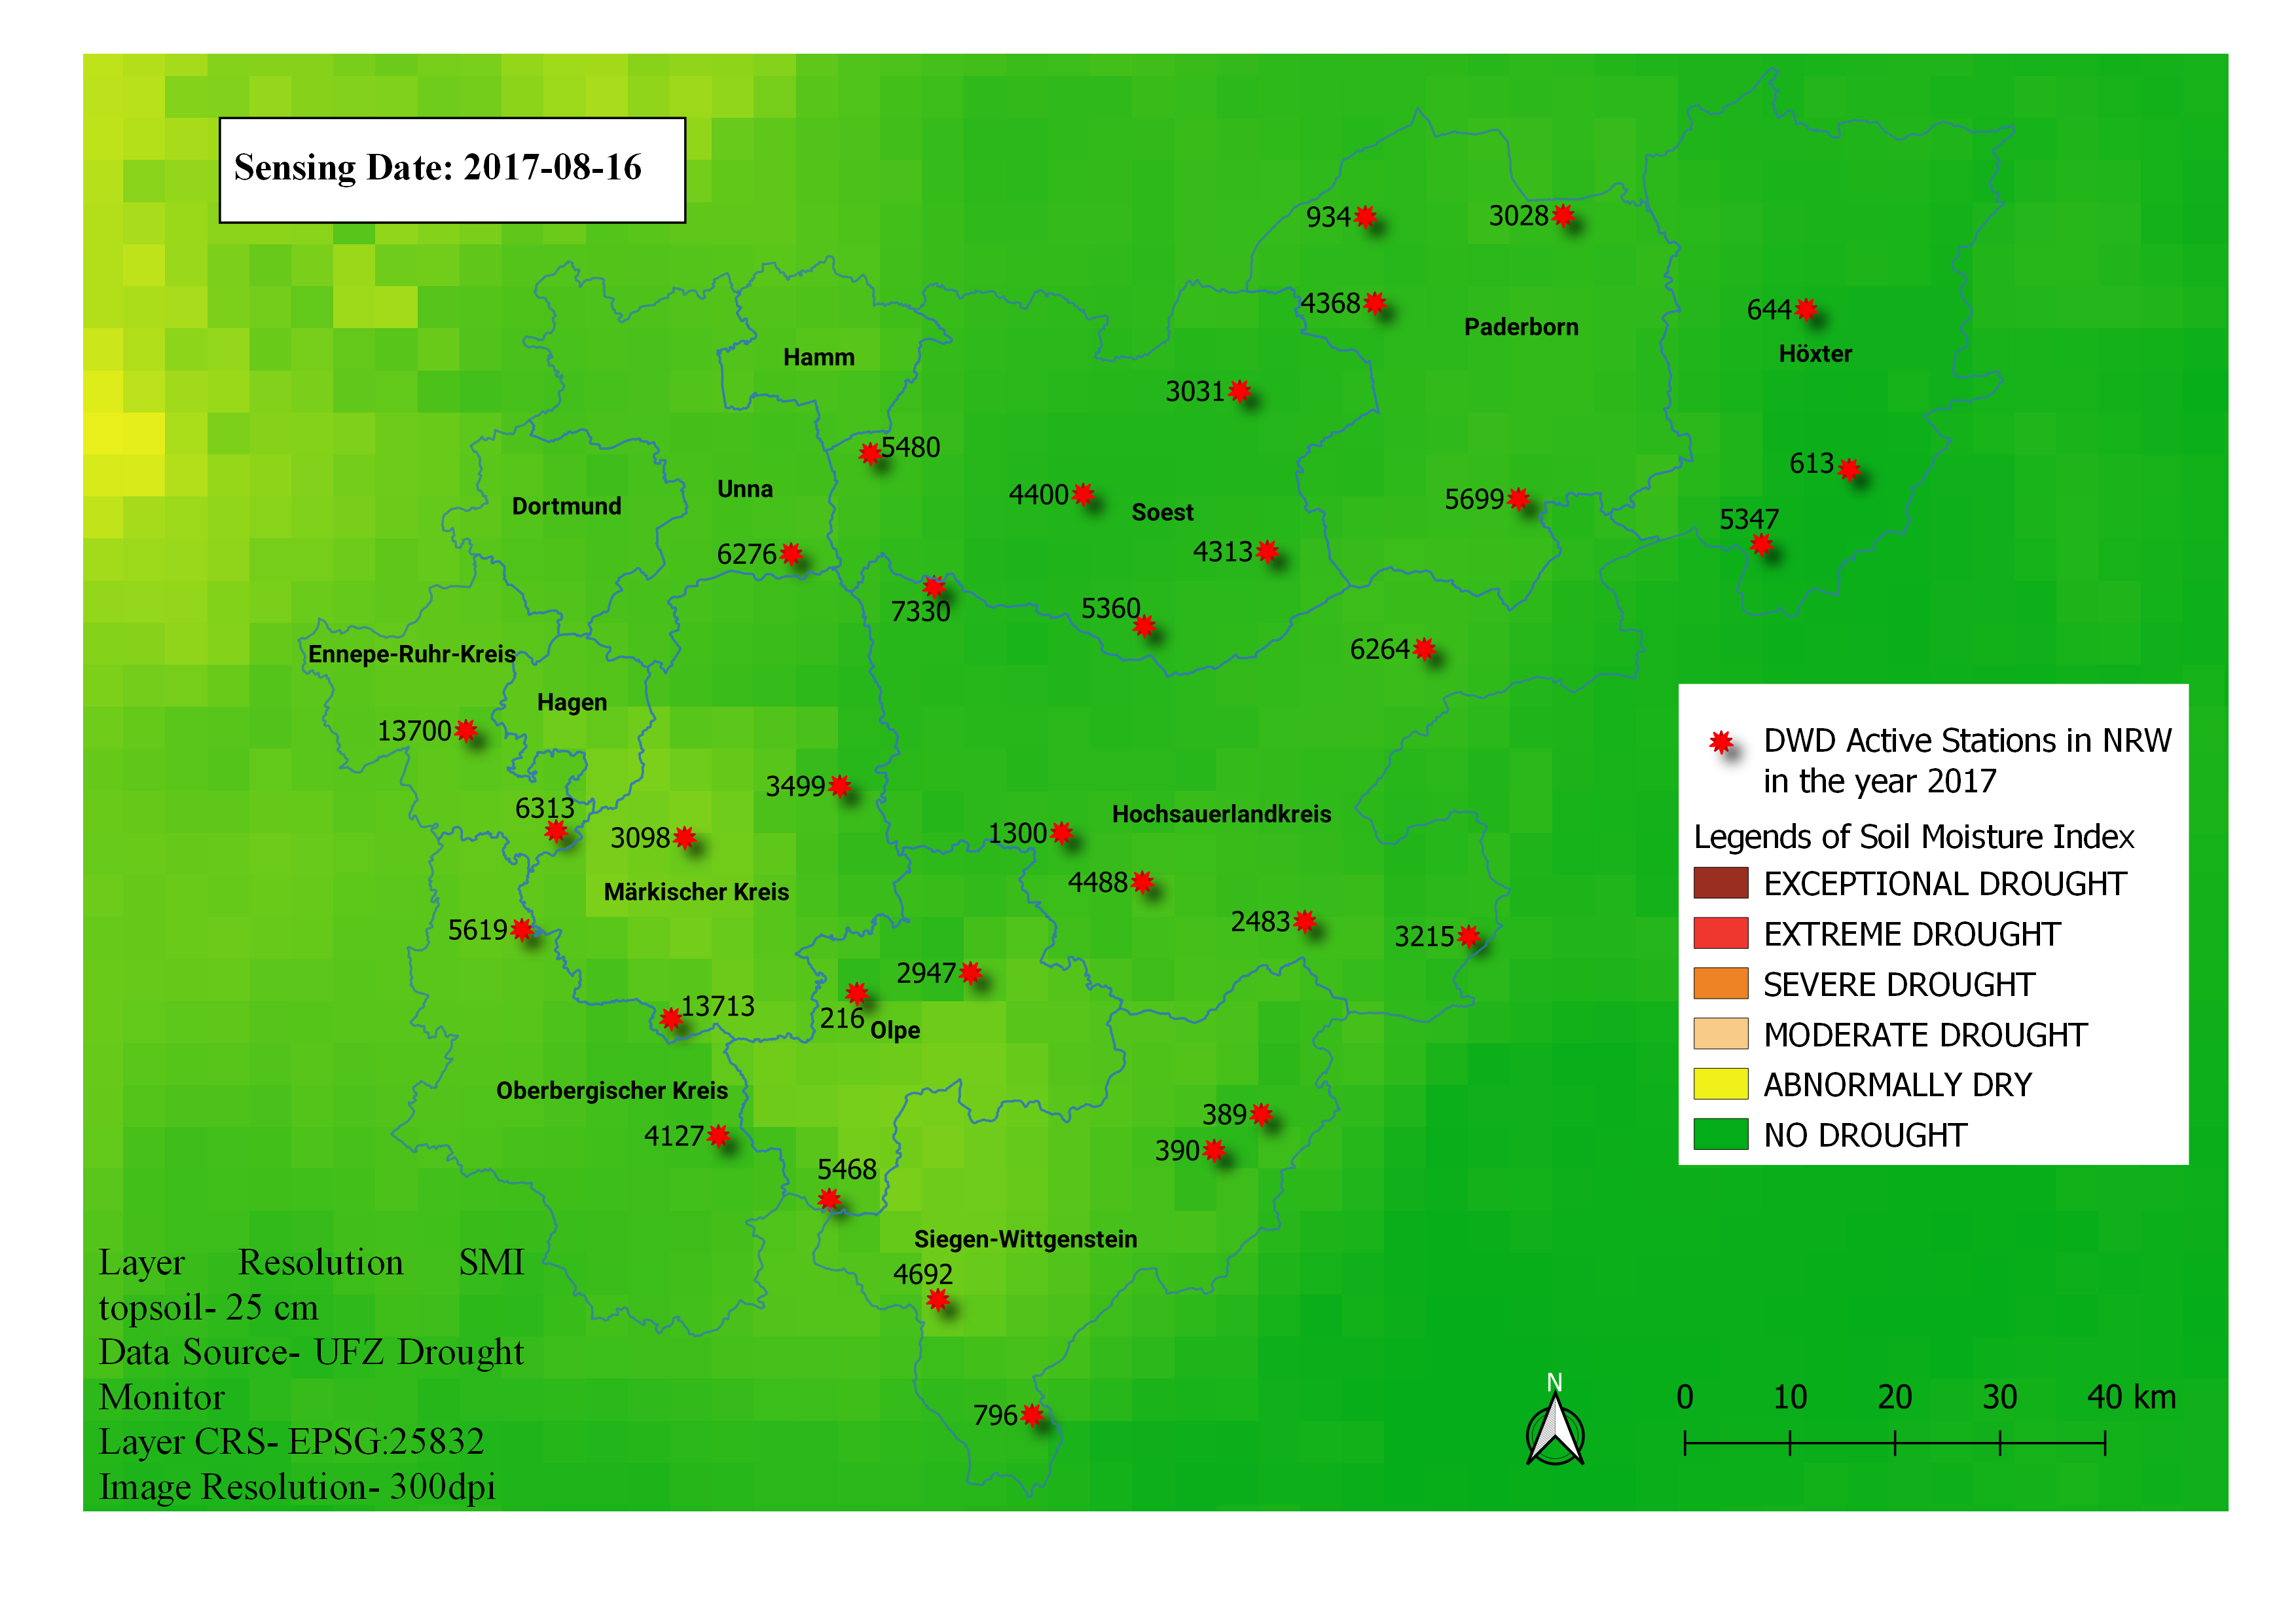 Sensing Date: 2017-08-16
934
3028
4368
644
Paderborn
Höxter
Hamm
3031
5480
613
Unna
4400
5699
Dortmund
Soest
5347
6276
4313
7330
5360
6264
Ennepe-Ruhr-Kreis
Hagen
13700
3499
6313
3098
1300
Hochsauerlandkreis
4488
Märkischer Kreis
5619
2483
3215
2947
13713
216
Olpe
Oberbergischer Kreis
389
4127
390
5468
Siegen-Wittgenstein
4692
796
DWD Active Stations in NRW
in the year 2017
Legends of Soil Moisture Index
EXCEPTIONAL DROUGHT
EXTREME DROUGHT
SEVERE DROUGHT
MODERATE DROUGHT
ABNORMALLY DRY
NO DROUGHT
Layer Resolution SMI
topsoil- 25 cm
Data Source- UFZ Drought
Monitor
Layer CRS- EPSG:25832
Image Resolution- 300dpi
N
0 10 20 30 40 km